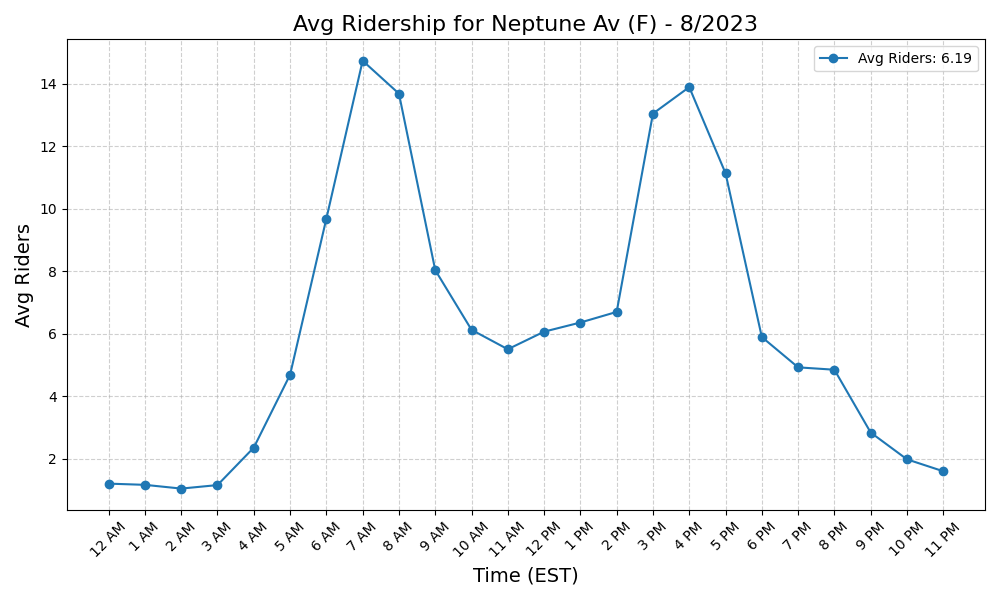 Avg Ridership for Neptune Av (F) - 8/2023
Avg Riders: 6.19
Avg Riders
14
12
10
8
6
4
2
12 AM
1 AM
2 AM
3 AM
4 AM
5 AM
6 AM
7 AM
8 AM
9 AM
10 AM
11 AM
12 PM
1 PM
2 PM
3 PM
4 PM
5 PM
6 PM
7 PM
8 PM
9 PM
10 PM
11 PM
Time (EST)